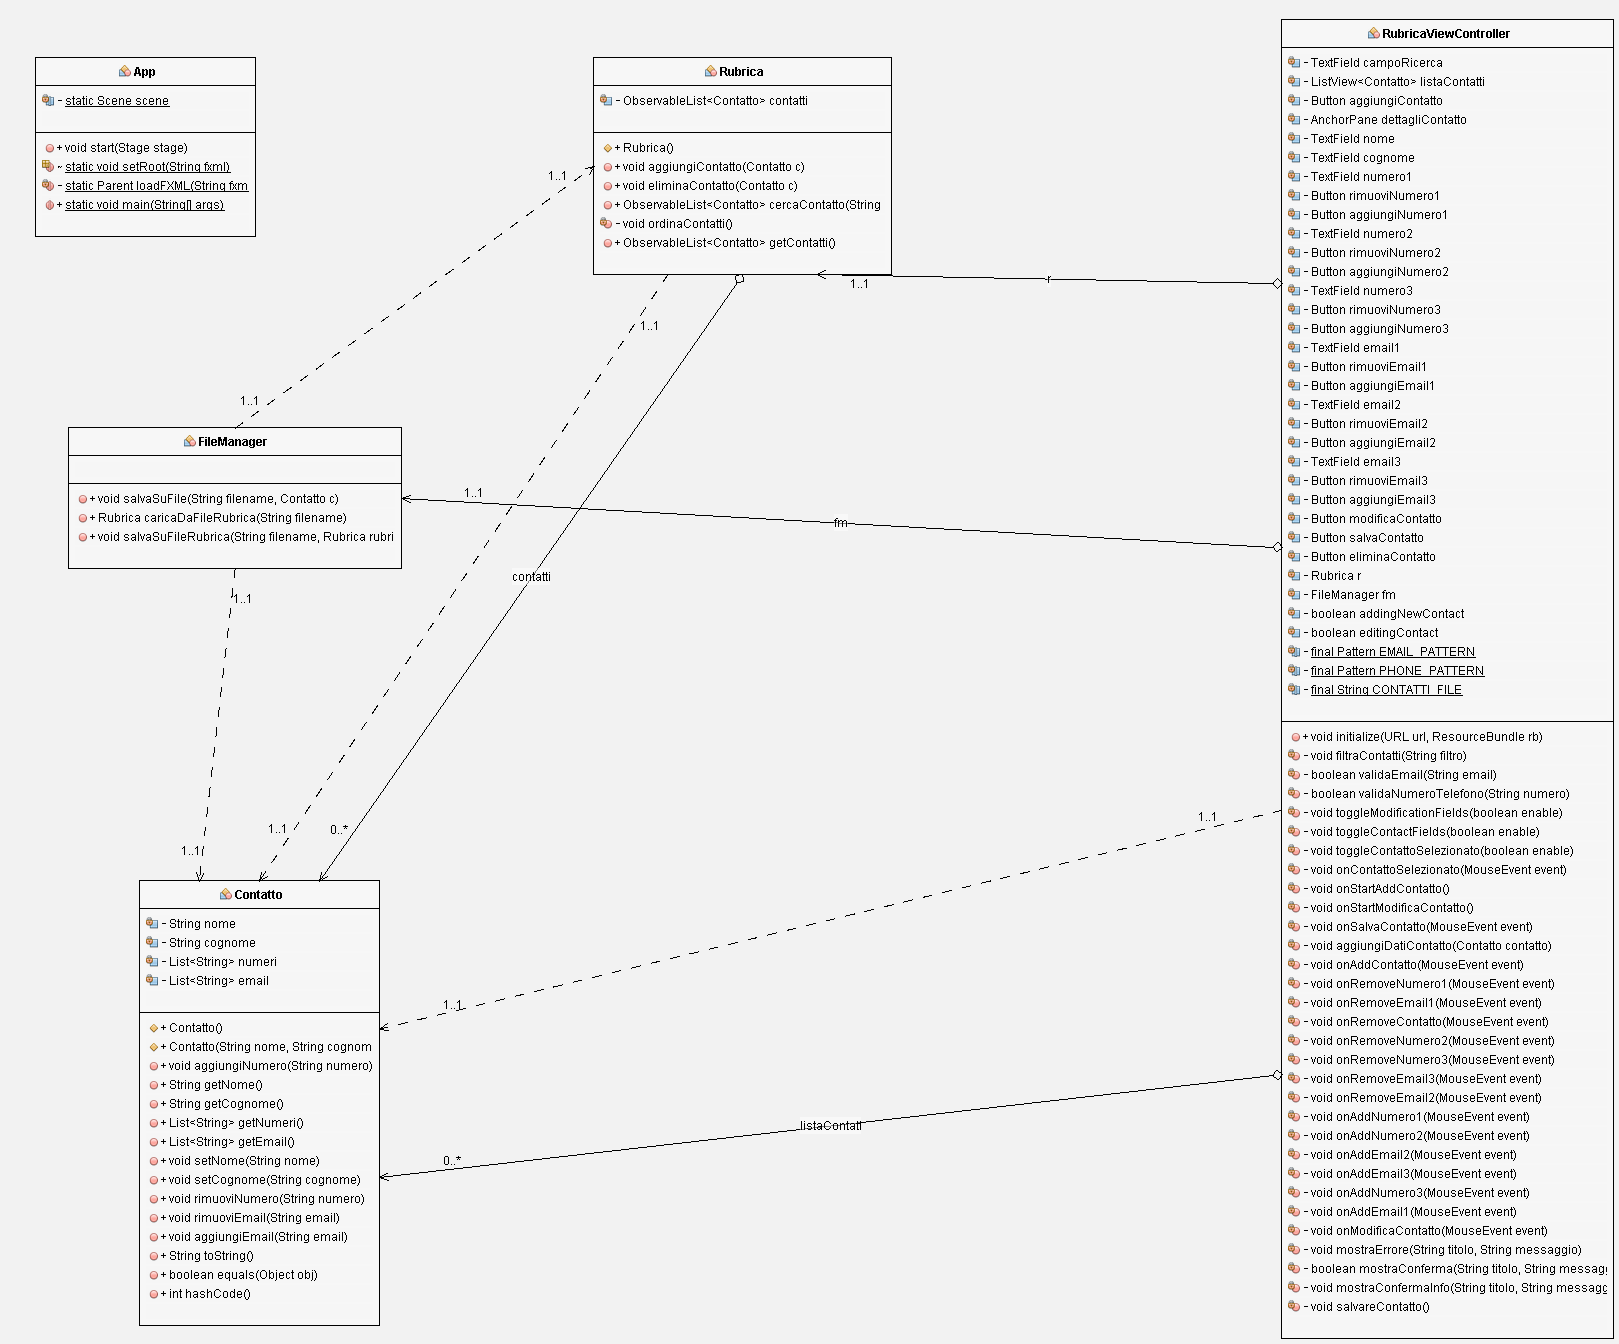 App
- static Scene scene
+ void start(Stage stage)
~ static void setRoot(String fxml)
- static Parent loadFXML(String fxm
+ static void main(String[] args)
Rubrica
- ObservableList<Contatto> contatti
+ Rubrica()
+ void aggiungiContatto(Contatto c)
+ void eliminaContatto(Contatto c)
+ ObservableList<Contatto> cercaContatto(String
- void ordinaContatti()
+ ObservableList<Contatto> getContatti()
1..1
1..1
1..1
r
1..1
FileManager
+ void salvaSuFile(String filename, Contatto c)
+ Rubrica caricaDaFileRubrica(String filename)
+ void salvaSuFileRubrica(String filename, Rubrica rubri
1..1
fm
contatti
1..1
1..1
1..1
0..*
Contatto
- String nome
- String cognome
- List<String> numeri
- List<String> email
+ Contatto()
+ Contatto(String nome, String cognom
+ void aggiungiNumero(String numero)
+ String getNome()
+ String getCognome()
+ List<String> getNumeri()
+ List<String> getEmail()
+ void setNome(String nome)
+ void setCognome(String cognome)
+ void rimuoviNumero(String numero)
+ void rimuoviEmail(String email)
+ void aggiungiEmail(String email)
+ String toString()
+ boolean equals(Object obj)
+ int hashCode()
1..1
1..1
listaContatti
0..*
RubricaViewController
- TextField campoRicerca
- ListView<Contatto> listaContatti
- Button aggiungiContatto
- AnchorPane dettagliContatto
- TextField nome
- TextField cognome
- TextField numero1
- Button rimuoviNumero1
- Button aggiungiNumero1
- TextField numero2
- Button rimuoviNumero2
- Button aggiungiNumero2
- TextField numero3
- Button rimuoviNumero3
- Button aggiungiNumero3
- TextField email1
- Button rimuoviEmail1
- Button aggiungiEmail1
- TextField email2
- Button rimuoviEmail2
- Button aggiungiEmail2
- TextField email3
- Button rimuoviEmail3
- Button aggiungiEmail3
- Button modificaContatto
- Button salvaContatto
- Button eliminaContatto
- Rubrica r
- FileManager fm
- boolean addingNewContact
- boolean editingContact
- final Pattern EMAIL_PATTERN
- final Pattern PHONE_PATTERN
- final String CONTATTI_FILE
+ void initialize(URL url, ResourceBundle rb)
- void filtraContatti(String filtro)
- boolean validaEmail(String email)
- boolean validaNumeroTelefono(String numero)
- void toggleModificationFields(boolean enable)
- void toggleContactFields(boolean enable)
- void toggleContattoSelezionato(boolean enable)
- void onContattoSelezionato(MouseEvent event)
- void onStartAddContatto()
- void onStartModificaContatto()
- void onSalvaContatto(MouseEvent event)
- void aggiungiDatiContatto(Contatto contatto)
- void onAddContatto(MouseEvent event)
- void onRemoveNumero1(MouseEvent event)
- void onRemoveEmail1(MouseEvent event)
- void onRemoveContatto(MouseEvent event)
- void onRemoveNumero2(MouseEvent event)
- void onRemoveNumero3(MouseEvent event)
- void onRemoveEmail3(MouseEvent event)
- void onRemoveEmail2(MouseEvent event)
- void onAddNumero1(MouseEvent event)
- void onAddNumero2(MouseEvent event)
- void onAddEmail2(MouseEvent event)
- void onAddEmail3(MouseEvent event)
- void onAddNumero3(MouseEvent event)
- void onAddEmail1(MouseEvent event)
- void onModificaContatto(MouseEvent event)
- void mostraErrore(String titolo, String messaggio)
- boolean mostraConferma(String titolo, String messag
- void mostraConfermaInfo(String titolo, String messag
- void salvareContatto()